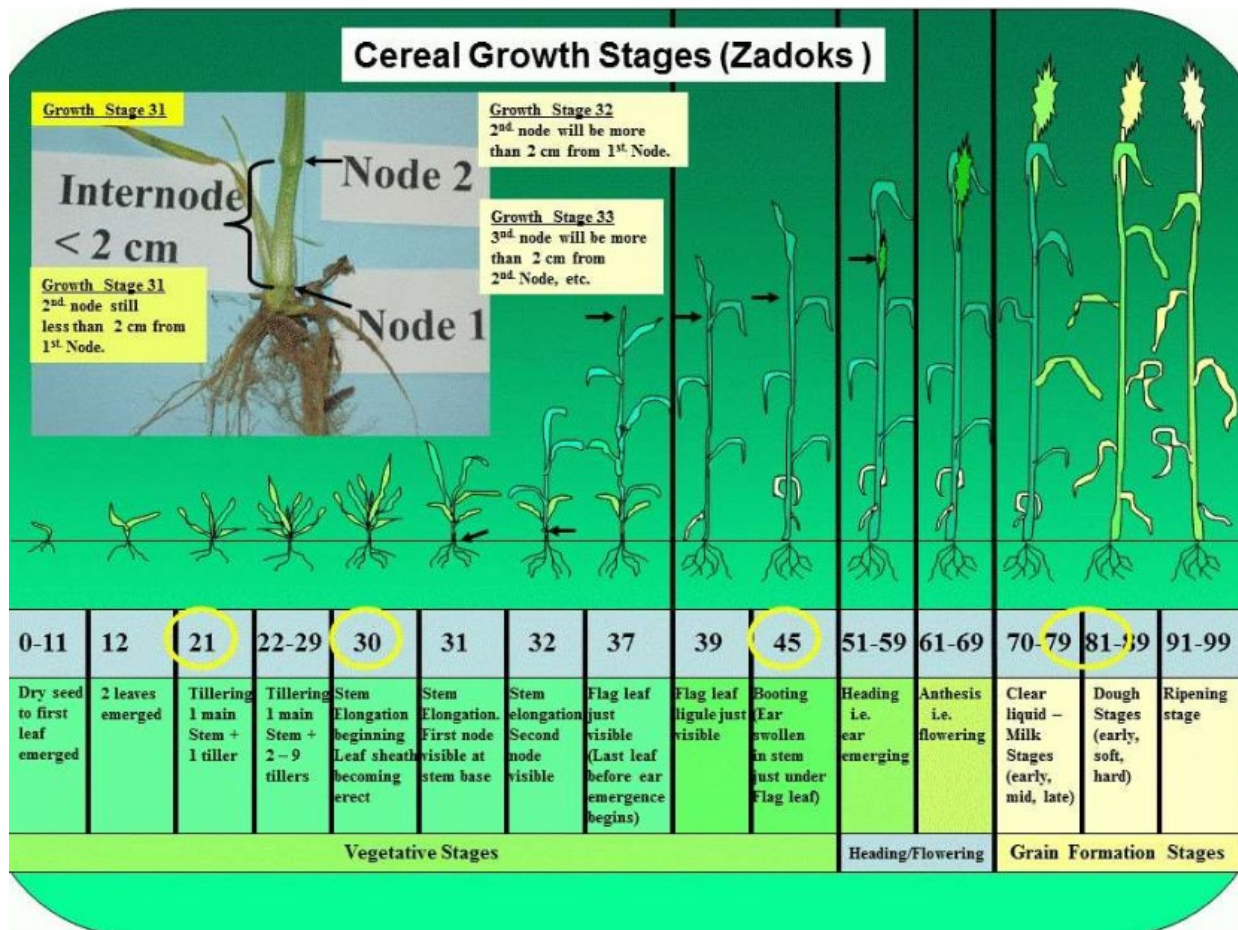 Cereal Growth Stages (Zadoks )
Growth Stage 31
Internode
< 2 cm
Node 2
Node 1
Growth Stage 31
2nd. node still
less than 2 cm from
1st. Node.
Growth Stage 32
2nd. node will be more
than 2 cm from 1st. Node.
Growth Stage 33
3nd. node will be more
than 2 cm from
2nd. Node, etc.
0-11
12
21
22-29
30
31
32
37
39
45
51-59
61-69
70-79
81-89
91-99
Dry seed
to first
leaf
emerged
2 leaves
emerged
Tillering
1 main
Stem +
1 tiller
Tillering
1 main
Stem +
2 – 9
tillers
Stem
Elongation
beginning
Leaf sheath
becoming
erect
Stem
Elongation.
First node
visible at
stem base
Stem
elongation
Second
node
visible
Flag leaf
just
visible
(Last leaf
before ear
emergence
begins)
Flag leaf
ligule just
visible
Booting
(Ear
swollen
in stem
just under
Flag leaf)
Heading
i.e.
ear
emerging
Anthesis
i.e.
flowering
Clear
liquid –
Milk
Stages
(early,
mid, late)
Dough
Stages
(early,
soft,
hard)
Ripening
stage
Vegetative Stages
Heading/Flowering
Grain Formation Stages